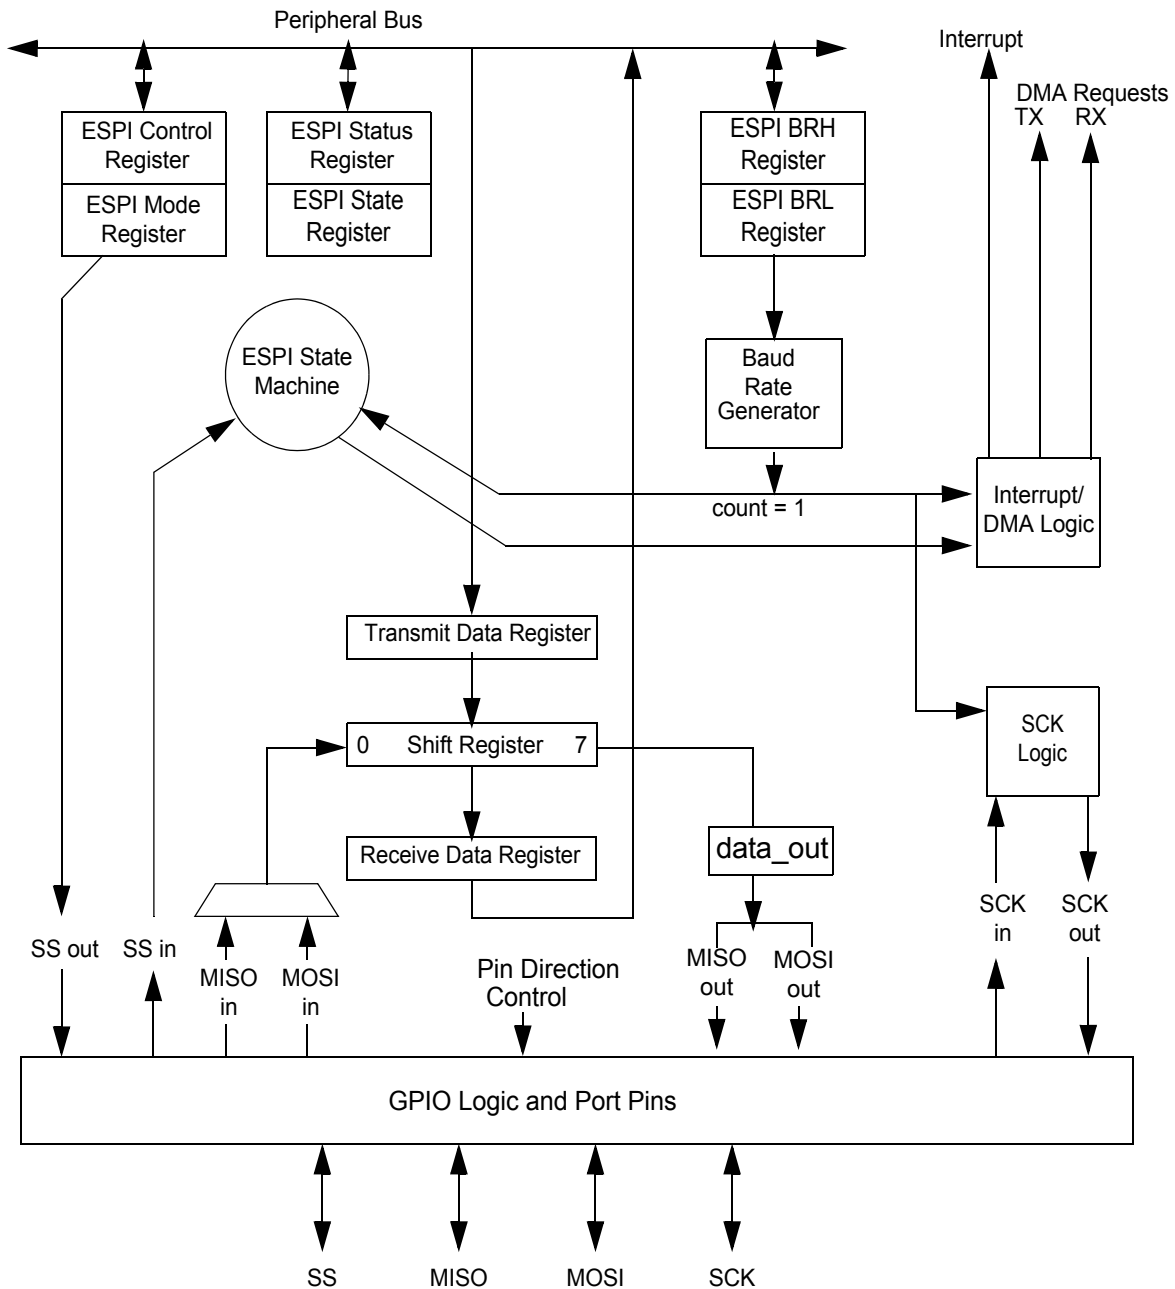 Peripheral Bus
Interrupt
DMA Requests
TX RX
ESPI Control
Register
ESPI Mode
Register
ESPI Status
Register
ESPI State
Register
ESPI BRH
Register
ESPI BRL
Register
ESPI State
Machine
Baud
Rate
Generator
count = 1
Interrupt/
DMA Logic
Transmit Data Register
0 Shift Register 7
SCK
Logic
Receive Data Register
data_out
SS out
SS in
MISO
in
MOSI
in
Pin Direction
Control
MISO
out
MOSI
out
SCK
in
SCK
out
GPIO Logic and Port Pins
SS
MISO
MOSI
SCK